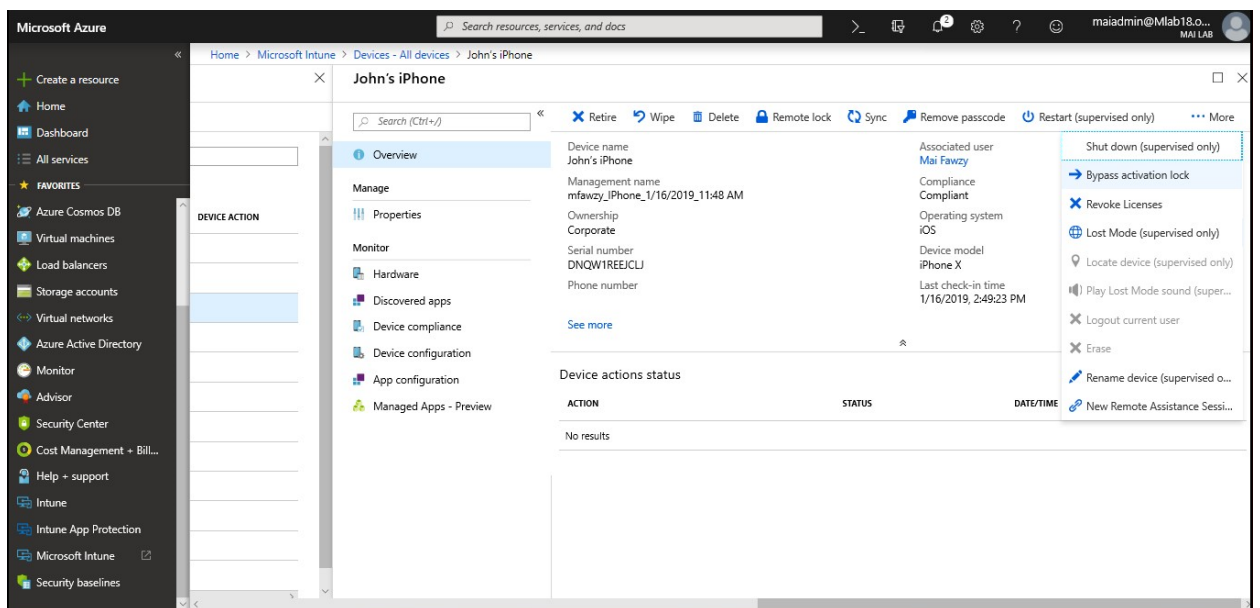 Microsoft Azure
Search resources, services, and docs
2
maiadmin@Mlab18.o...
MAI LAB
Create a resource
Home
Dashboard
All services
FAVORITES
Azure Cosmos DB
Virtual machines
Load balancers
Storage accounts
Virtual networks
Azure Active Directory
Monitor
Advisor
Security Center
Cost Management + Bill...
Help + support
Intune
Intune App Protection
Microsoft Intune
Security baselines
Home > Microsoft Intune > Devices - All devices > John's iPhone
DEVICE ACTION
John's iPhone
Search (Ctrl+/)
Overview
Manage
Properties
Monitor
Hardware
Discovered apps
Device compliance
Device configuration
App configuration
Managed Apps - Preview
Retire Wipe Delete Remote lock Sync Remove passcode Restart (supervised only) More
Device name
John's iPhone
Management name
mfawzy_IPhone_1/16/2019_11:48 AM
Ownership
Corporate
Serial number
DNQW1REEJCLJ
Phone number
See more
Associated user
Mai Fawzy
Compliance
Compliant
Operating system
iOS
Device model
iPhone X
Last check-in time
1/16/2019, 2:49:23 PM
Shut down (supervised only)
Bypass activation lock
Revoke Licenses
Lost Mode (supervised only)
Locate device (supervised only)
Play Lost Mode sound (super...
Logout current user
Erase
Rename device (supervised o...
New Remote Assistance Sessi...
Device actions status
ACTION STATUS DATE/TIME
No results